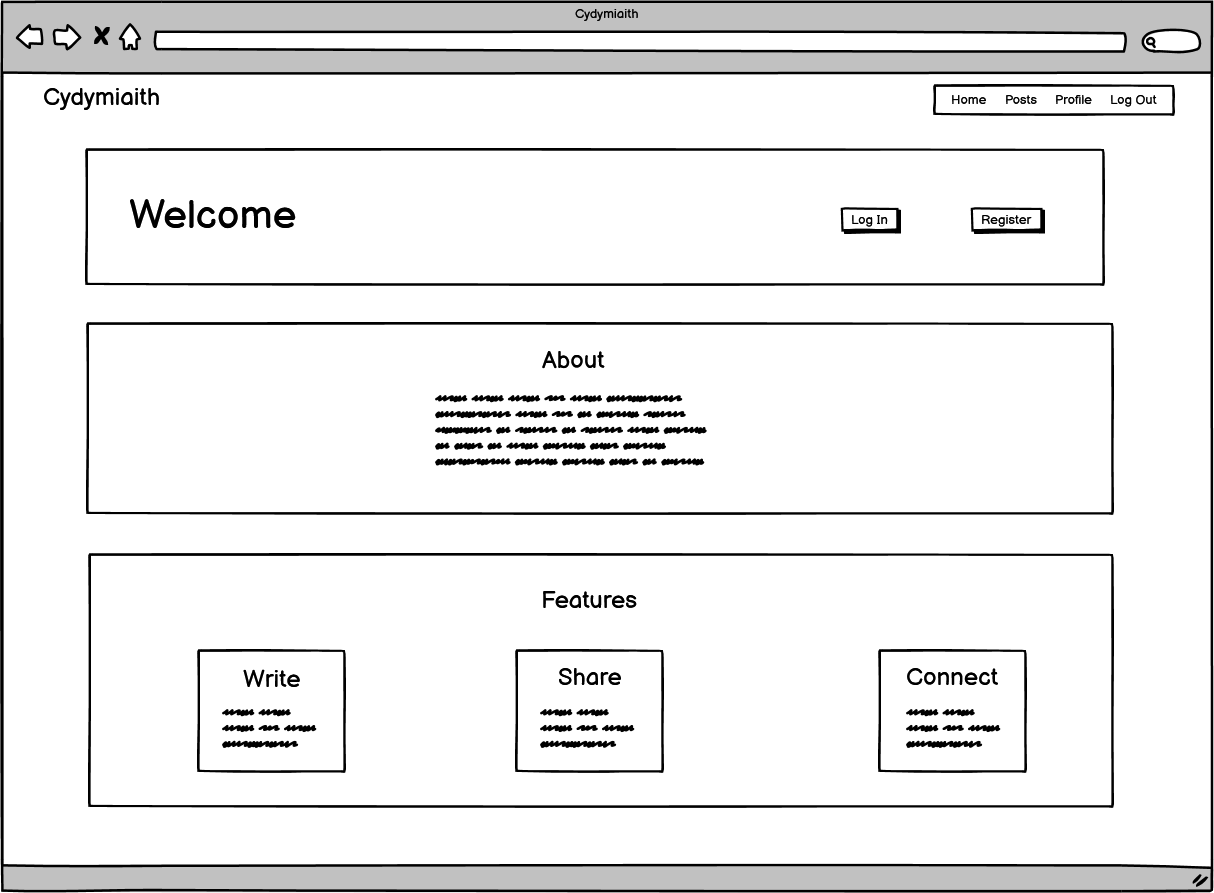 Cydymiaith
Cydymiaith
Home Posts Profile Log Out
Welcome
Log In
Register
About
Features
Write
Share
Connect